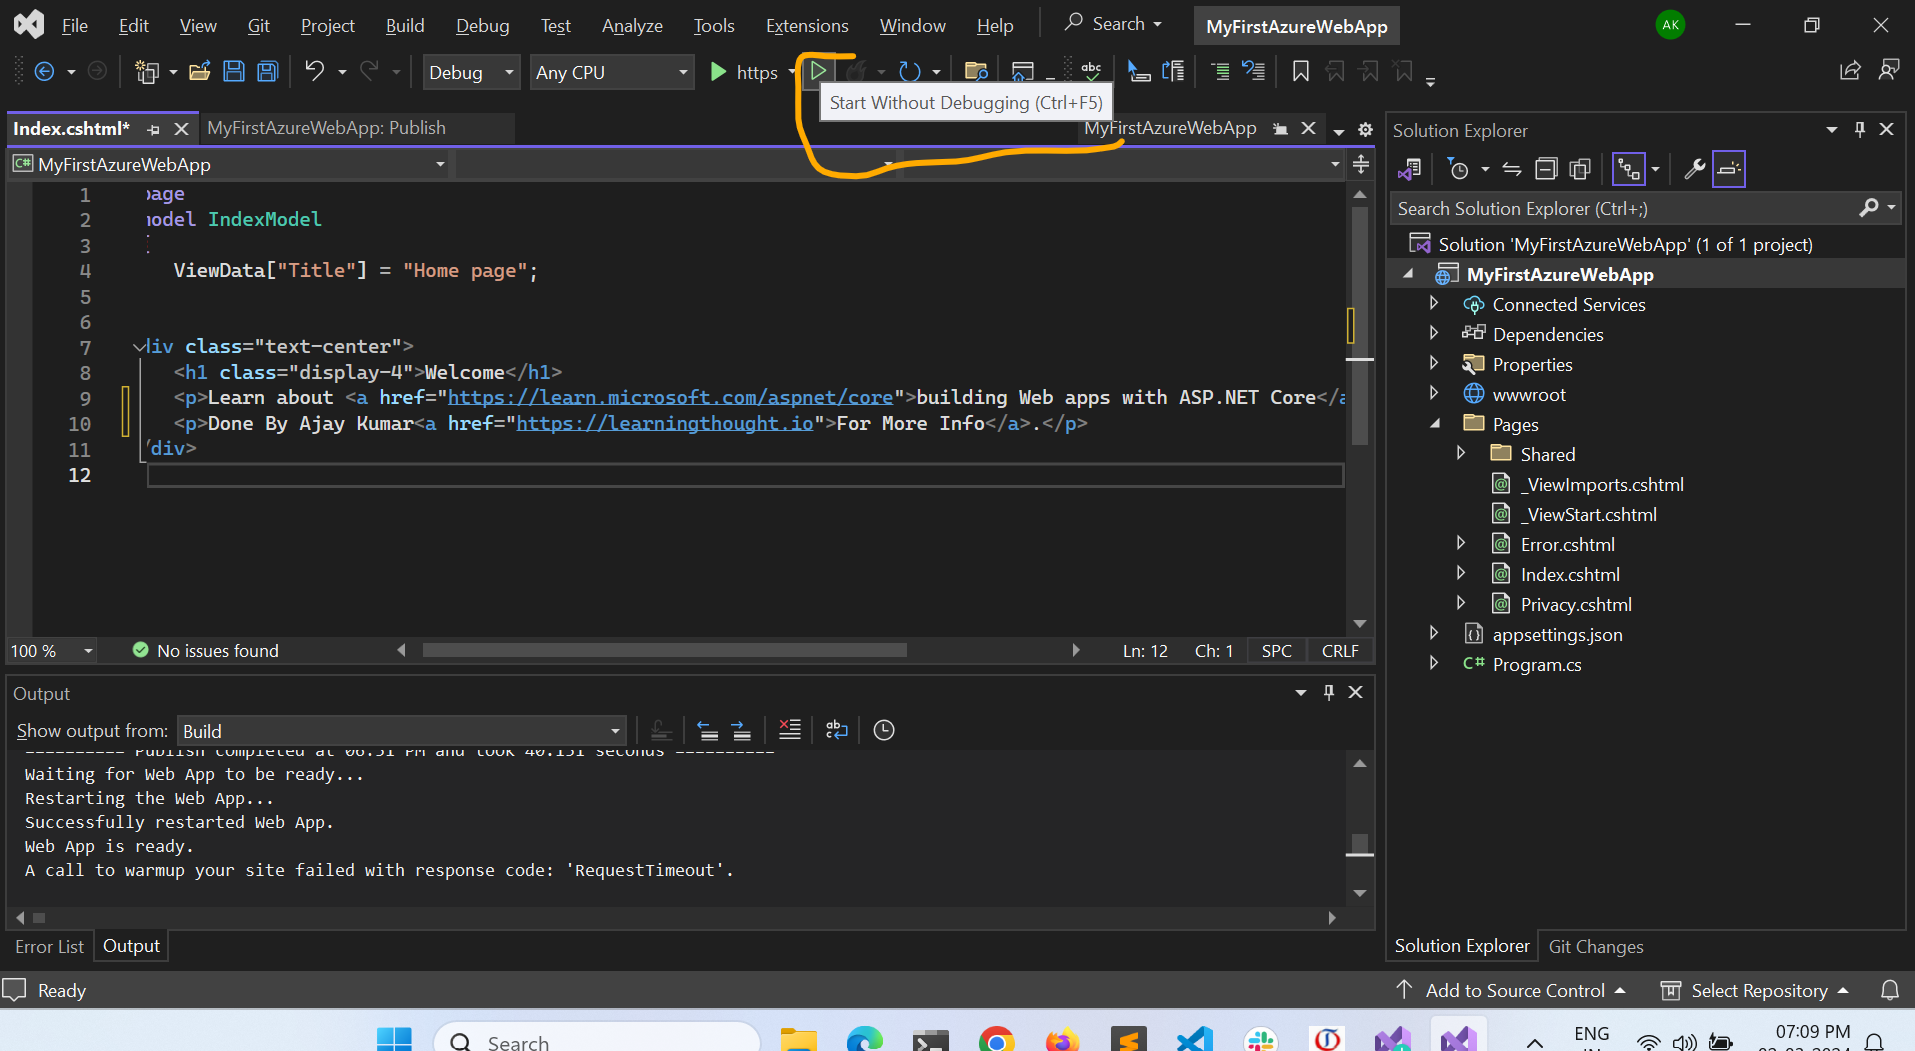 File Edit View Git Project Build Debug Test Analyze Tools Extensions Window Help Search MyFirstAzureWebApp AK
Debug Any CPU https abc
Start Without Debugging (Ctrl+F5)
Index.cshtml* MyFirstAzureWebApp: Publish MyFirstAzureWebApp
C# MyFirstAzureWebApp
1 page
2 model IndexModel
3
4 ViewData["Title"] = "Home page";
5
6
7 div class="text-center">
8 <h1 class="display-4">Welcome</h1>
9 <p>Learn about <a href="https://learn.microsoft.com/aspnet/core">building Web apps with ASP.NET Core</a
10 <p>Done By Ajay Kumar<a href="https://learningthought.io">For More Info</a>.</p>
11 /div>
12
100 % No issues found Ln: 12 Ch: 1 SPC CRLF
Output
Show output from: Build
========== Publish completed at 06:51 PM and took 40.151 seconds ==========
Waiting for Web App to be ready...
Restarting the Web App...
Successfully restarted Web App.
Web App is ready.
A call to warmup your site failed with response code: 'RequestTimeout'.
Error List Output
Solution Explorer
Search Solution Explorer (Ctrl+;)
Solution 'MyFirstAzureWebApp' (1 of 1 project)
MyFirstAzureWebApp
Connected Services
Dependencies
Properties
wwwroot
Pages
Shared
_ViewImports.cshtml
_ViewStart.cshtml
Error.cshtml
Index.cshtml
Privacy.cshtml
appsettings.json
C# Program.cs
Solution Explorer Git Changes
Ready Add to Source Control Select Repository
Search ENG 07:09 PM